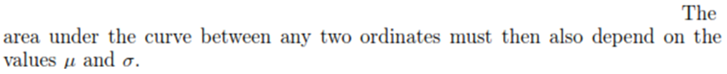 The
area under the curve between any two ordinates must then also depend on the
values μ and σ.